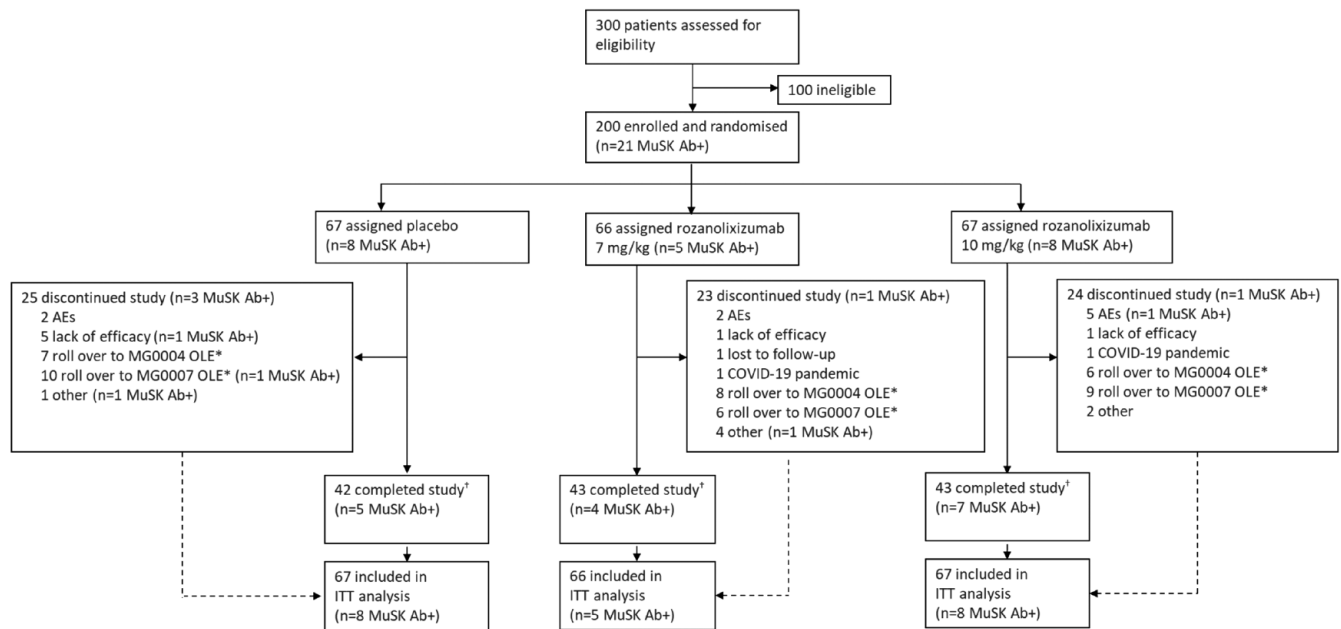 300 patients assessed for
eligibility
100 ineligible
200 enrolled and randomised
(n=21 MuSK Ab+)
67 assigned placebo
(n=8 MuSK Ab+)
66 assigned rozanolixizumab
7 mg/kg (n=5 MuSK Ab+)
67 assigned rozanolixizumab
10 mg/kg (n=8 MuSK Ab+)
25 discontinued study (n=3 MuSK Ab+)
2 AEs
5 lack of efficacy (n=1 MuSK Ab+)
7 roll over to MG0004 OLE*
10 roll over to MG0007 OLE* (n=1 MuSK Ab+)
1 other (n=1 MuSK Ab+)
23 discontinued study (n=1 MuSK Ab+)
2 AEs
1 lack of efficacy
1 lost to follow-up
1 COVID-19 pandemic
8 roll over to MG0004 OLE*
6 roll over to MG0007 OLE*
4 other (n=1 MuSK Ab+)
24 discontinued study (n=1 MuSK Ab+)
5 AEs (n=1 MuSK Ab+)
1 lack of efficacy
1 COVID-19 pandemic
6 roll over to MG0004 OLE*
9 roll over to MG0007 OLE*
2 other
42 completed study†
(n=5 MuSK Ab+)
43 completed study†
(n=4 MuSK Ab+)
43 completed study†
(n=7 MuSK Ab+)
67 included in
ITT analysis
(n=8 MuSK Ab+)
66 included in
ITT analysis
(n=5 MuSK Ab+)
67 included in
ITT analysis
(n=8 MuSK Ab+)